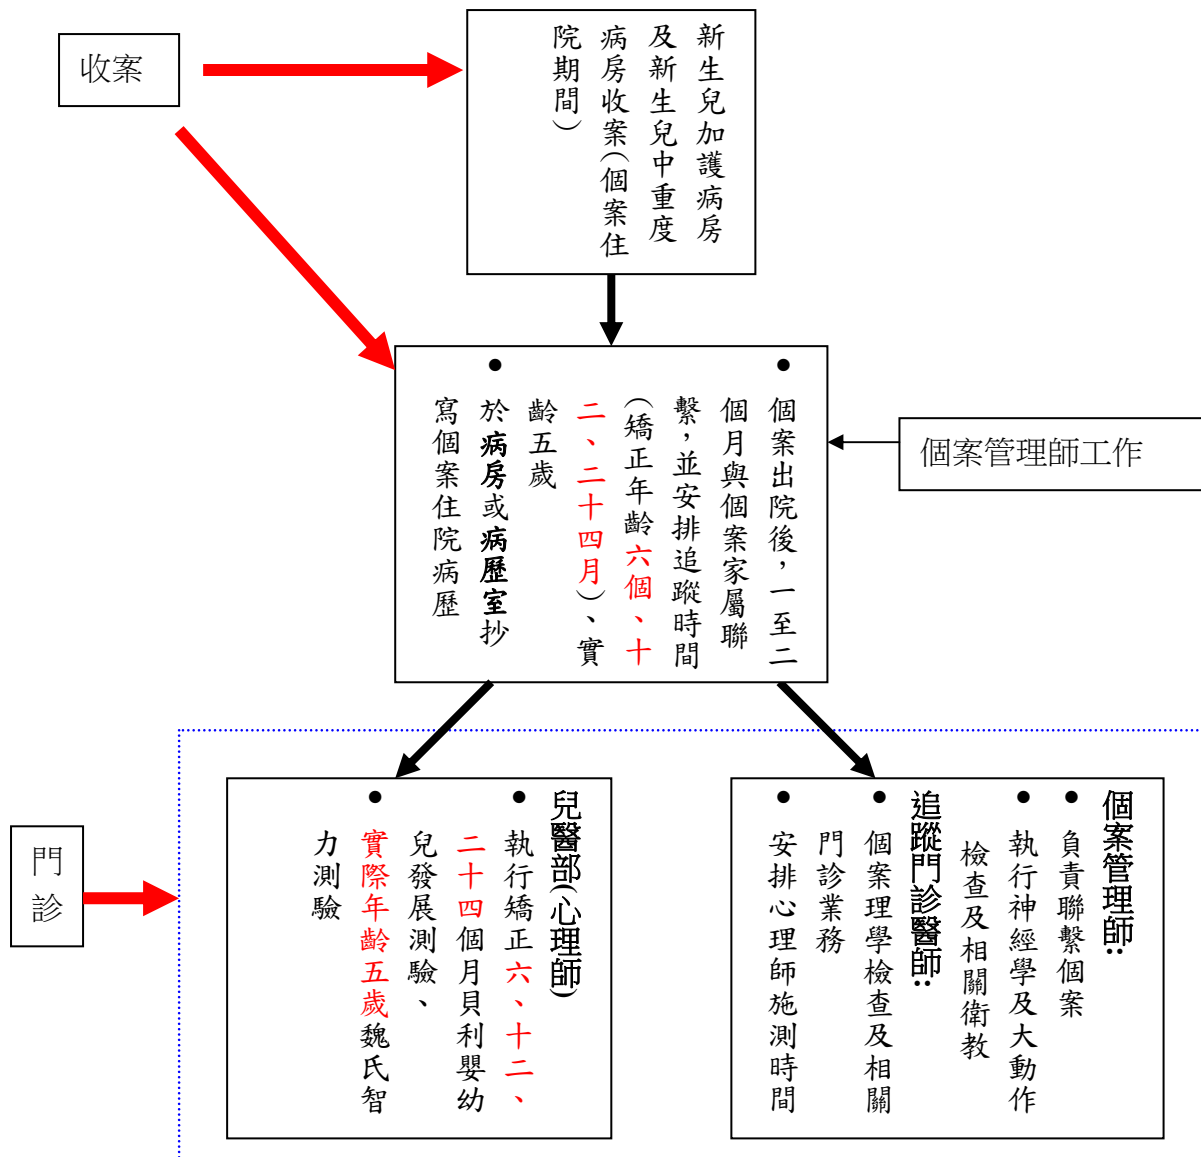 收案
新生兒加護病房
及新生兒中重度
病房收案(個案住
院期間)
● 個案出院後，一至二
個月與個案家屬聯
繫，並安排追蹤時間
(矯正年齡六個、十
二、二十四月)、實
齡五歲
● 於病房或病歷室抄
寫個案住院病歷
個案管理師工作
門
診
個案管理師:
● 負責聯繫個案
● 執行神經學及大動作
檢查及相關衛教
追蹤門診醫師:
● 個案理學檢查及相關
門診業務
● 安排心理師施測時間
兒醫部(心理師)
● 執行矯正六、十二、
二十四個月貝利嬰幼
兒發展測驗、
● 實際年齡五歲魏氏智
力測驗